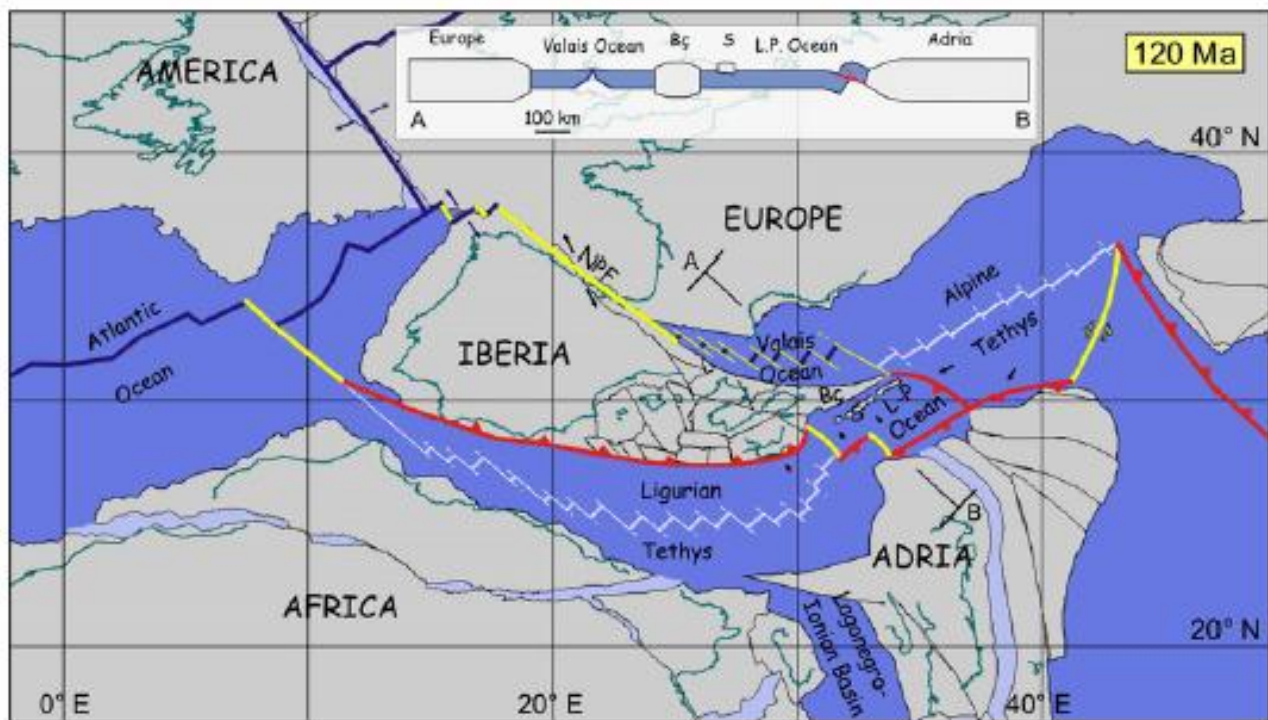 Europe
Valais Ocean
Bç
S
L.P. Ocean
Adria
120 Ma
AMERICA
A
100 km
B
40° N
EUROPE
NPF
A
Alpine
Tethys
Atlantic
Ocean
IBERIA
Valais
Ocean
Bç
S
L.P.
Ocean
Ligurian
Tethys
B
ADRIA
AFRICA
Lagonegro-
Ionian Basin
20° N
0° E
20° E
40° E